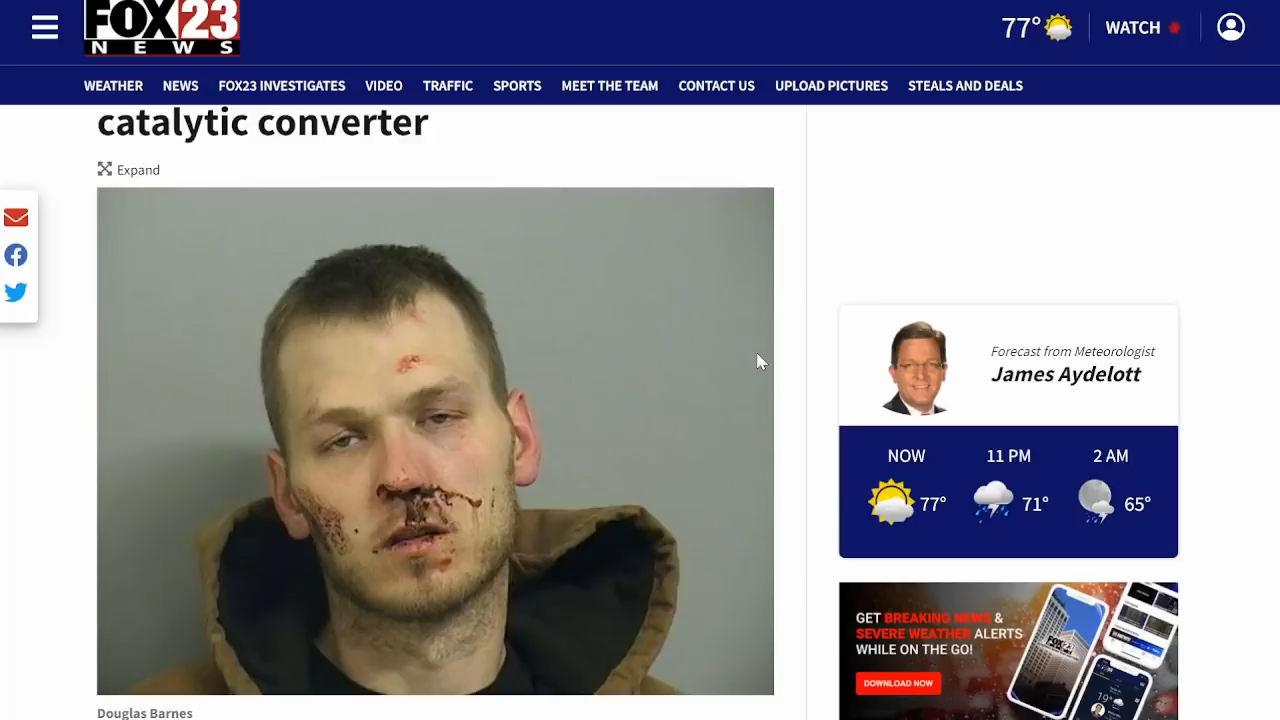 FOX23
NEWS
77°
WATCH
WEATHER NEWS FOX23 INVESTIGATES VIDEO TRAFFIC SPORTS MEET THE TEAM CONTACT US UPLOAD PICTURES STEALS AND DEALS
catalytic converter
Expand
Douglas Barnes
Forecast from Meteorologist
James Aydelott
NOW 11 PM 2 AM
77° 71° 65°
GET BREAKING NEWS &
SEVERE WEATHER ALERTS
WHILE ON THE GO!
DOWNLOAD NOW
FOX23
19°